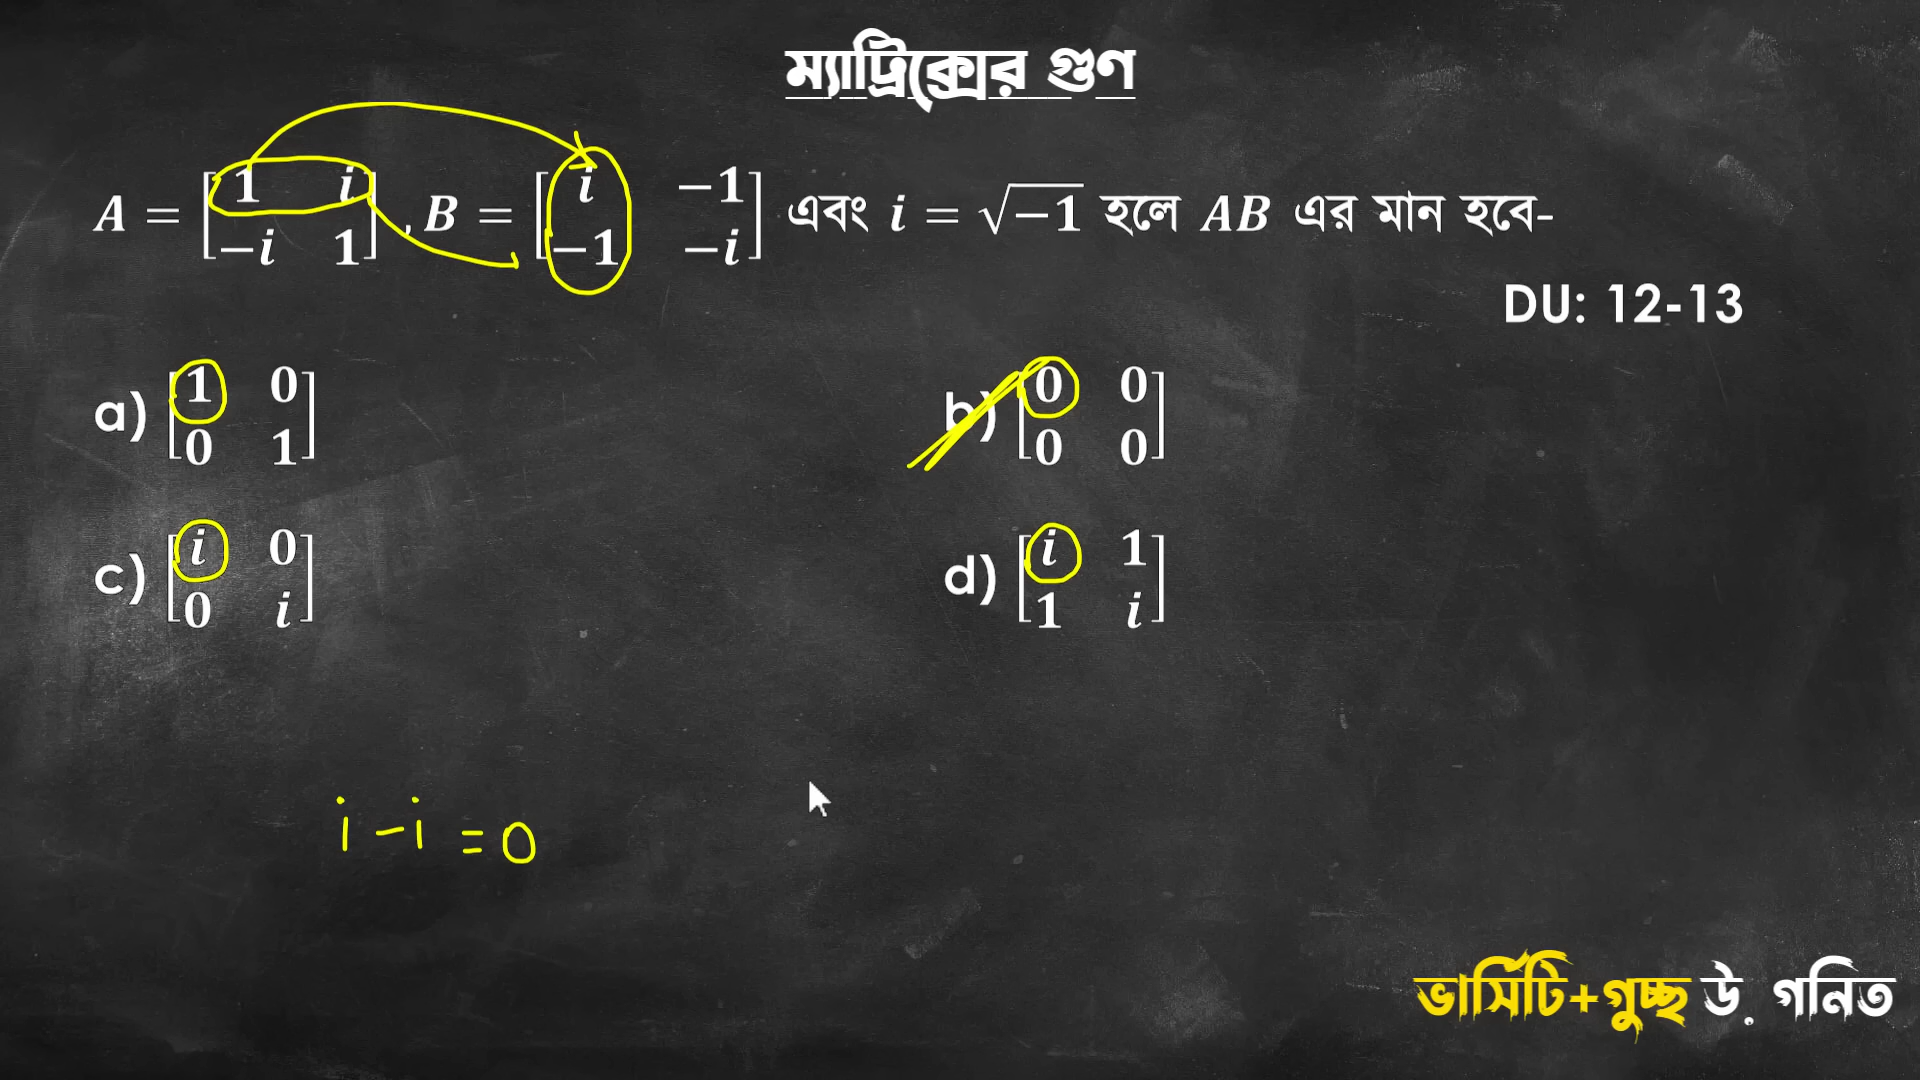 ম্যাট্রিক্সের গুণ
A = [1 i; −i 1], B = [i −1; −1 −i] এবং i = √−1 হলে AB এর মান হবে-
DU: 12-13
a) [1 0; 0 1] b) [0 0; 0 0]
c) [i 0; 0 i] d) [i 1; 1 i]
i − i = 0
ভার্সিটি+গুচ্ছ উ. গনিত